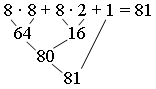 8 · 8 + 8 · 2 + 1 = 81
64 16
80
81